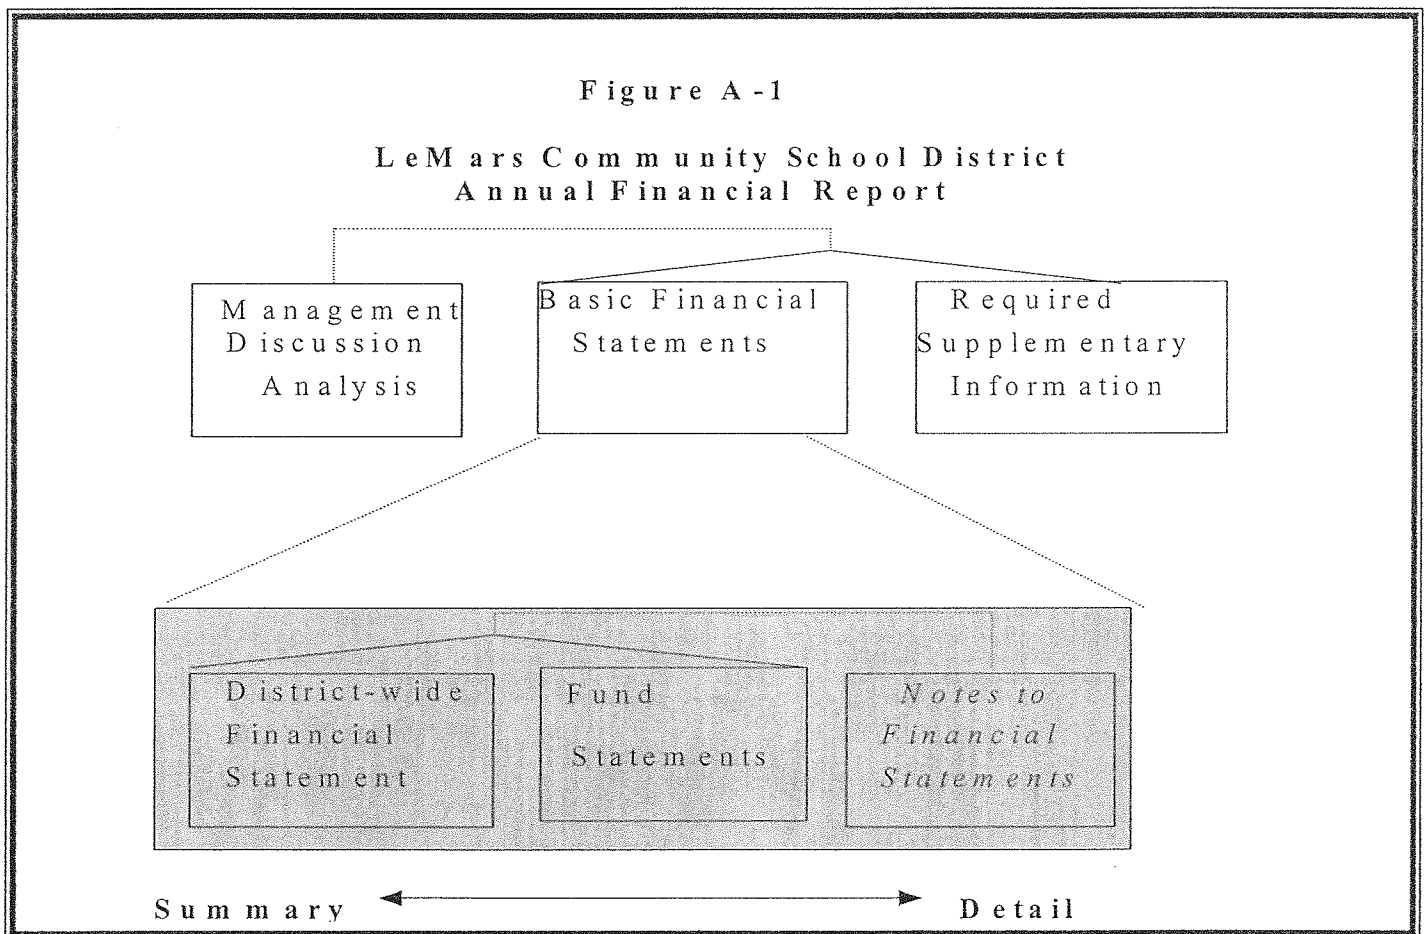 Figure A-1
LeMars Community School District
Annual Financial Report
Management
Discussion
Analysis
Basic Financial
Statements
Required
Supplementary
Information
District-wide
Financial
Statement
Fund
Statements
Notes to
Financial
Statements
Summary
Detail